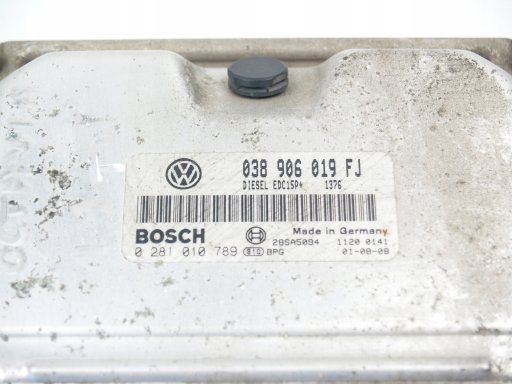 038 906 019 FJ
DIESEL EDC15P+ 1376
BOSCH
Made in Germany
28SA5094 1120 0141
0 281 010 789 BPG 01-08-08